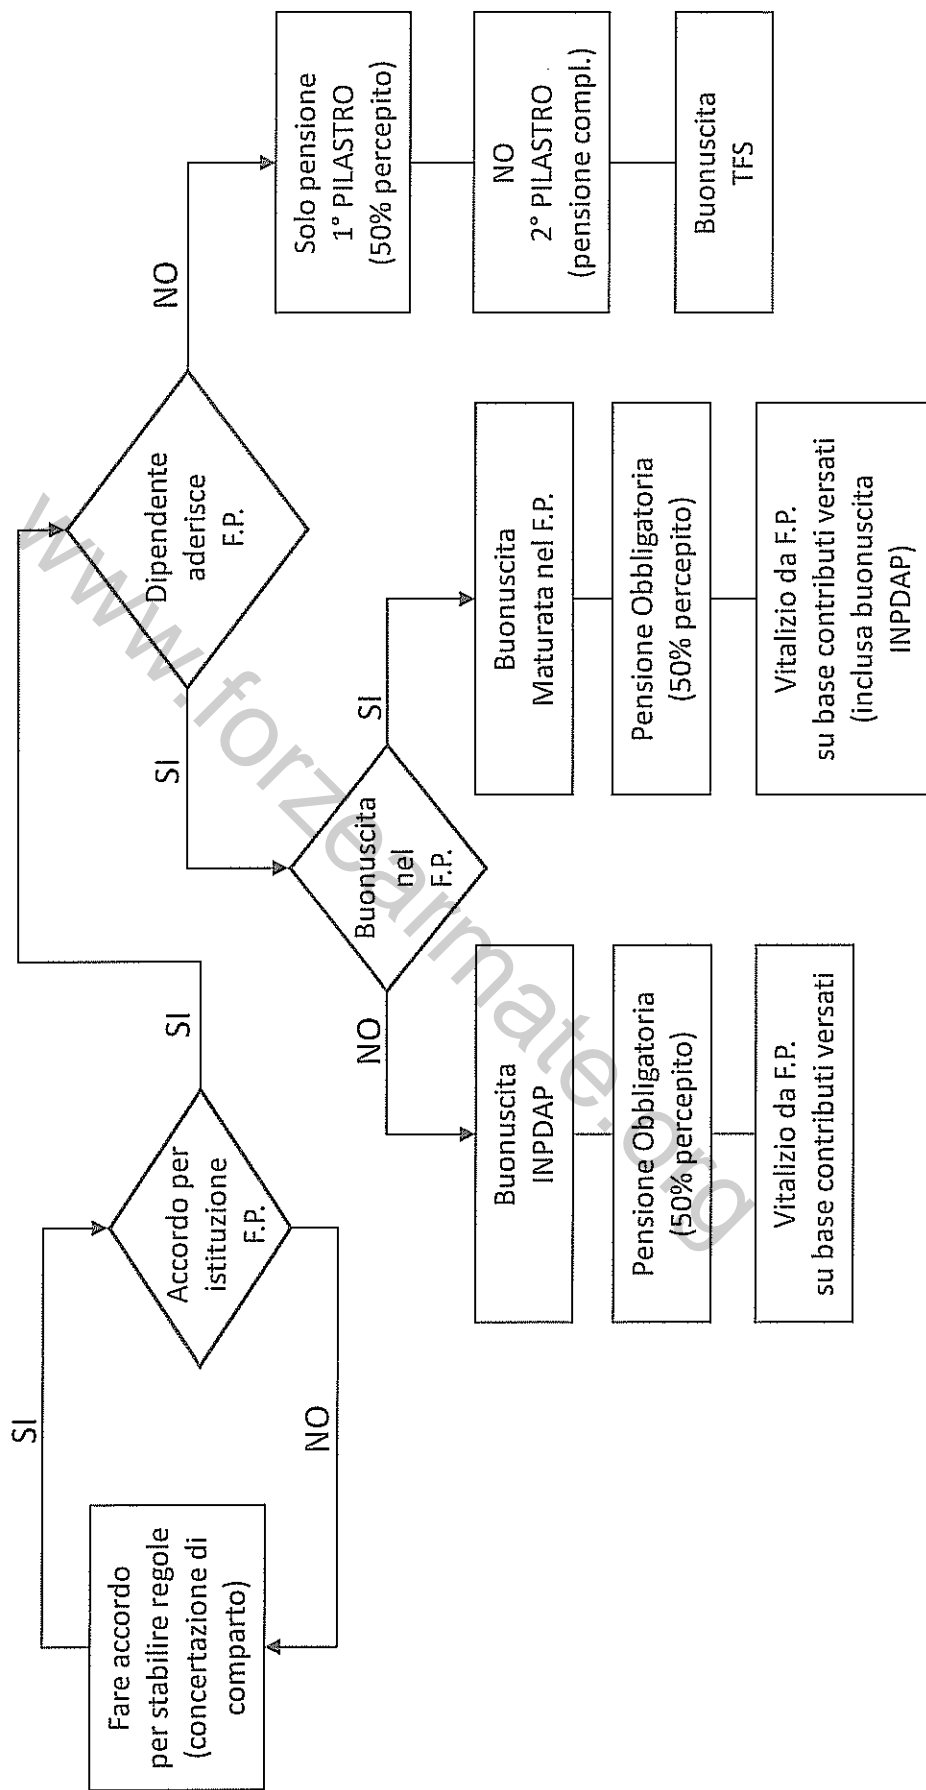 Fare accordo
per stabilire regole
(concertazione di
comparto)
SI
NO
Accordo per
istituzione
F.P.
SI
Dipendente
aderisce
F.P.
SI
NO
Buonuscita
nel
F.P.
NO
SI
Buonuscita
INPDAP
Pensione Obbligatoria
(50% percepito)
Vitalizio da F.P.
su base contributi versati
Buonuscita
Maturata nel F.P.
Pensione Obbligatoria
(50% percepito)
Vitalizio da F.P.
su base contributi versati
(inclusa buonuscita
INPDAP)
Solo pensione
1° PILASTRO
(50% percepito)
NO
2° PILASTRO
(pensione compl.)
Buonuscita
TFS
www.forzearmate.org